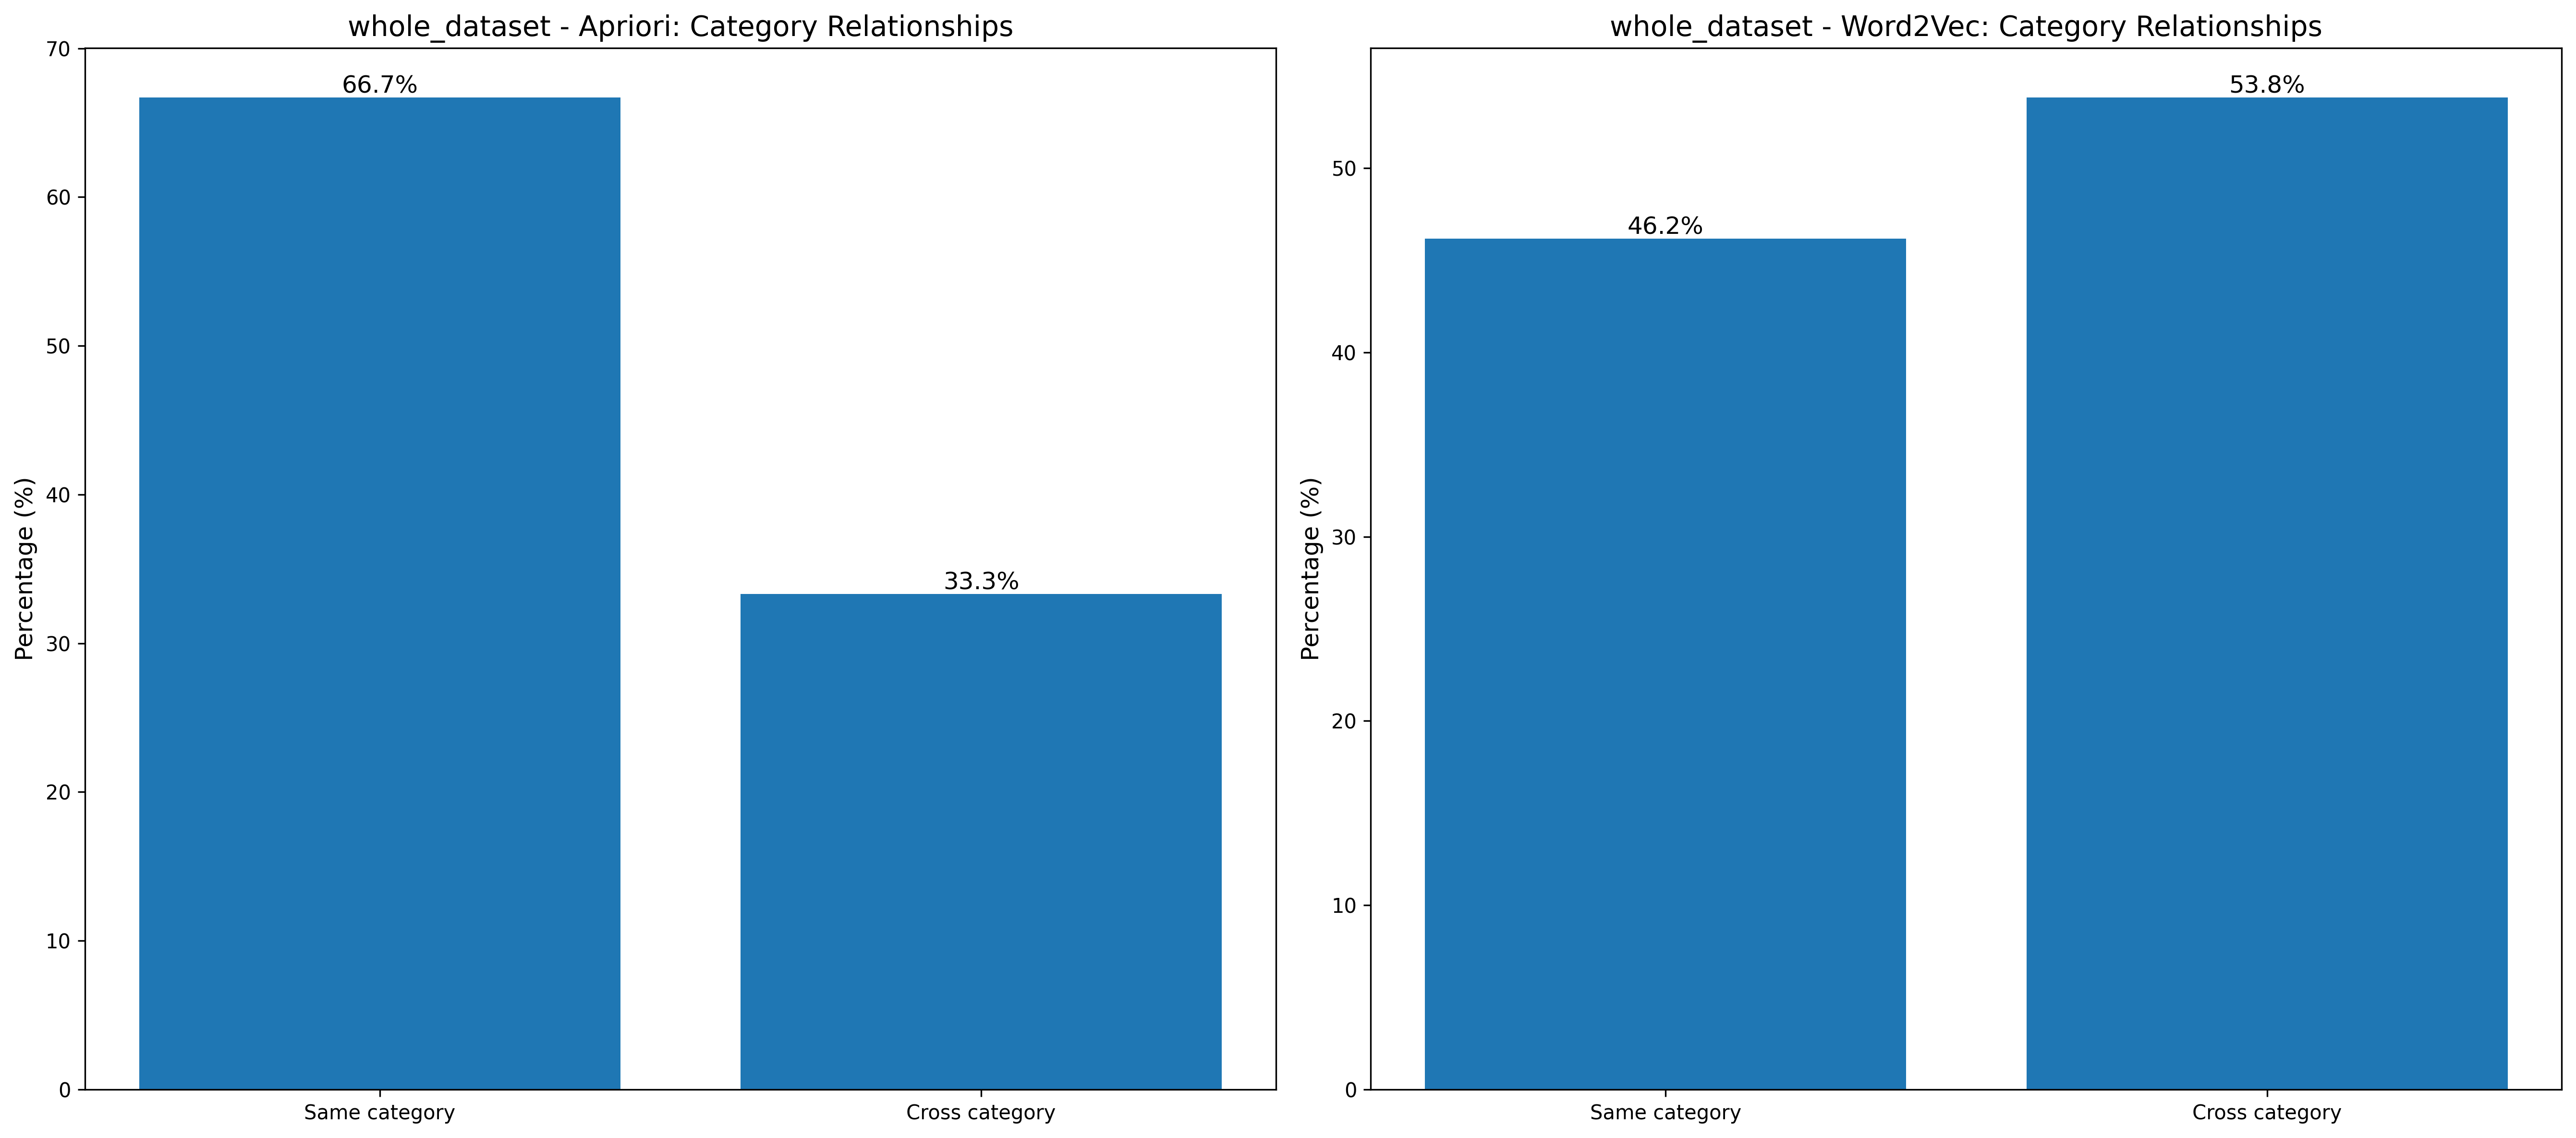 whole_dataset - Apriori: Category Relationships
70
60
50
40
30
20
10
0
Percentage (%)
66.7%
33.3%
Same category
Cross category
whole_dataset - Word2Vec: Category Relationships
50
40
30
20
10
0
Percentage (%)
46.2%
53.8%
Same category
Cross category